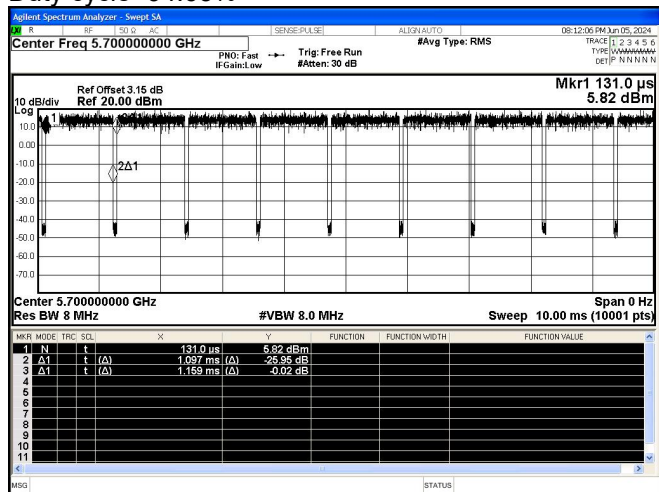 Agilent Spectrum Analyzer - Swept SA
R RF 50 Ω AC SENSE:PULSE ALIGN AUTO 08:12:06 PM Jun 05, 2024
Center Freq 5.700000000 GHz #Avg Type: RMS TRACE 1 2 3 4 5 6
PNO: Fast Trig: Free Run TYPE
IFGain:Low #Atten: 30 dB DET P N N N N N
Mkr1 131.0 µs
Ref Offset 3.15 dB
10 dB/div Ref 20.00 dBm 5.82 dBm
Log
1
10.0
0.00
2Δ1
-10.0
-20.0
-30.0
-40.0
-50.0
-60.0
-70.0
Center 5.700000000 GHz Span 0 Hz
Res BW 8 MHz #VBW 8.0 MHz Sweep 10.00 ms (10001 pts)
MKR MODE TRC SCL X Y FUNCTION FUNCTION WIDTH FUNCTION VALUE
1 N t 131.0 µs 5.82 dBm
2 Δ1 t (Δ) 1.097 ms (Δ) -25.95 dB
3 Δ1 t (Δ) 1.159 ms (Δ) -0.02 dB
4
5
6
7
8
9
10
11
MSG STATUS